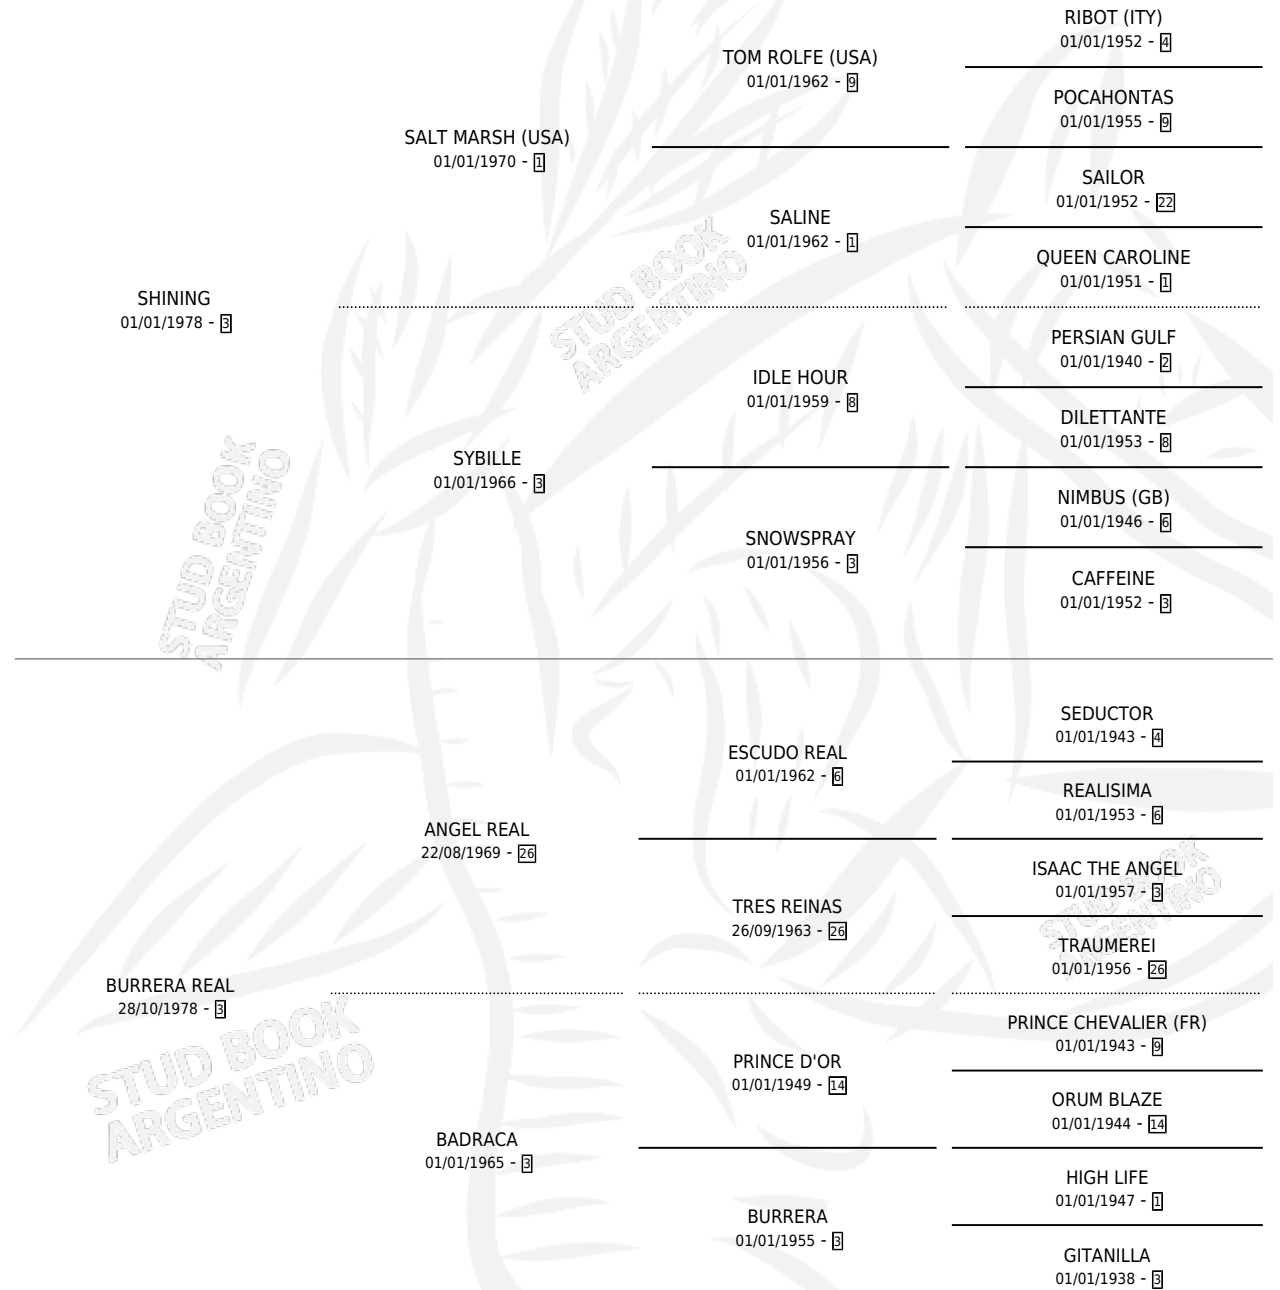 RIBOT (ITY)
01/01/1952 - 4
TOM ROLFE (USA)
01/01/1962 - 9
POCAHONTAS
01/01/1955 - 9
SALT MARSH (USA)
01/01/1970 - 1
SAILOR
01/01/1952 - 22
SALINE
01/01/1962 - 1
QUEEN CAROLINE
01/01/1951 - 1
SHINING
01/01/1978 - 3
PERSIAN GULF
01/01/1940 - 2
IDLE HOUR
01/01/1959 - 8
DILETTANTE
01/01/1953 - 8
SYBILLE
01/01/1966 - 3
NIMBUS (GB)
01/01/1946 - 6
SNOWSPRAY
01/01/1956 - 3
CAFFEINE
01/01/1952 - 3
SEDUCTOR
01/01/1943 - 4
ESCUDO REAL
01/01/1962 - 6
REALISIMA
01/01/1953 - 6
ANGEL REAL
22/08/1969 - 26
ISAAC THE ANGEL
01/01/1957 - 3
TRES REINAS
26/09/1963 - 26
TRAUMEREI
01/01/1956 - 26
BURRERA REAL
28/10/1978 - 3
PRINCE CHEVALIER (FR)
01/01/1943 - 9
PRINCE D'OR
01/01/1949 - 14
ORUM BLAZE
01/01/1944 - 14
BADRACA
01/01/1965 - 3
HIGH LIFE
01/01/1947 - 1
BURRERA
01/01/1955 - 3
GITANILLA
01/01/1938 - 3
STUD BOOK
ARGENTINO
STUD BOOK
ARGENTINO
STUD BOOK
ARGENTINO
STUD BOOK
ARGENTINO